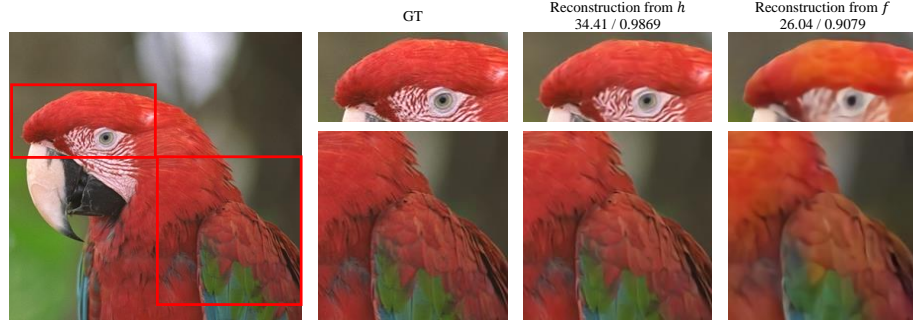 GT
Reconstruction from h
34.41 / 0.9869
Reconstruction from f
26.04 / 0.9079